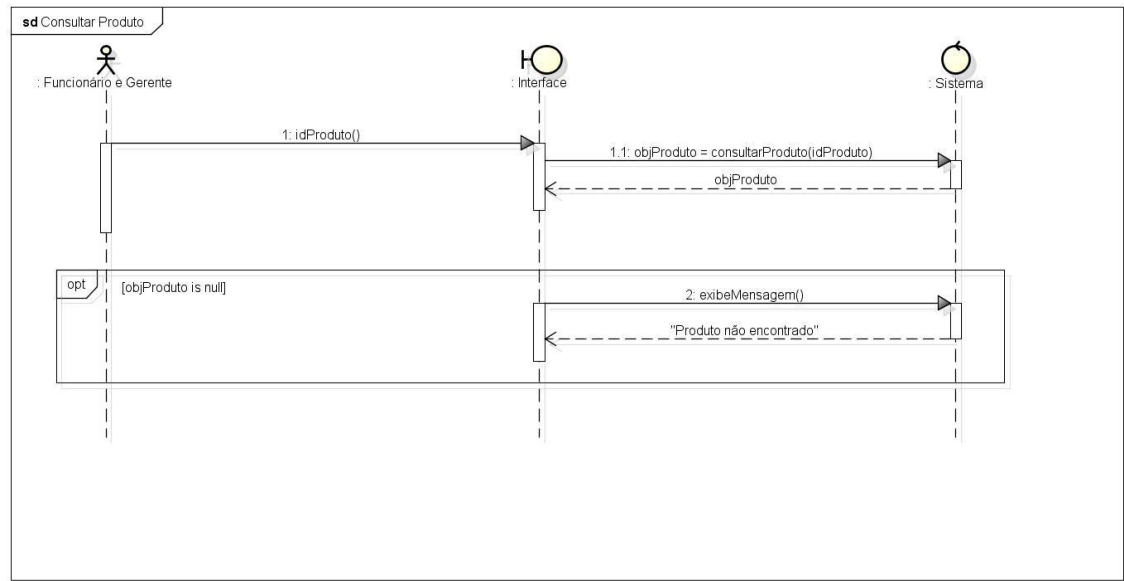 sd Consultar Produto
: Funcionário e Gerente
: Interface
: Sistema
1: idProduto()
1.1: objProduto = consultarProduto(idProduto)
objProduto
opt
[objProduto is null]
2: exibeMensagem()
"Produto não encontrado"